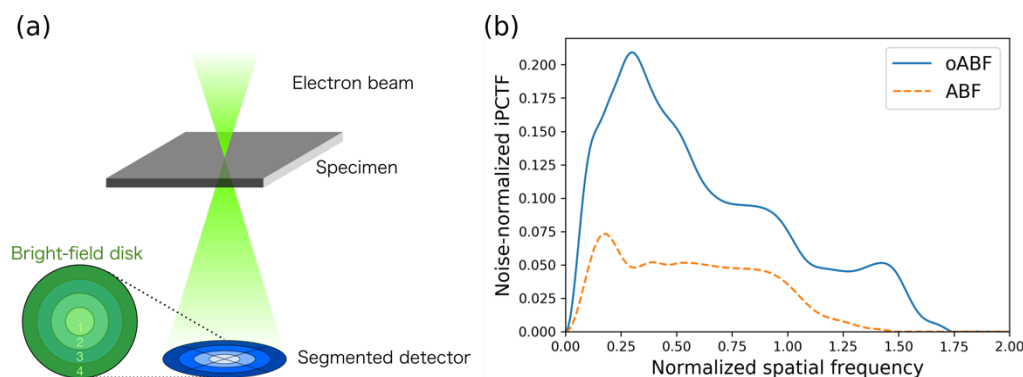 (a)
Electron beam
Specimen
Bright-field disk
1
2
3
4
Segmented detector
(b)
Noise-normalized iPCTF
0.200
0.175
0.150
0.125
0.100
0.075
0.050
0.025
0.000
oABF
ABF
0.00 0.25 0.50 0.75 1.00 1.25 1.50 1.75 2.00
Normalized spatial frequency